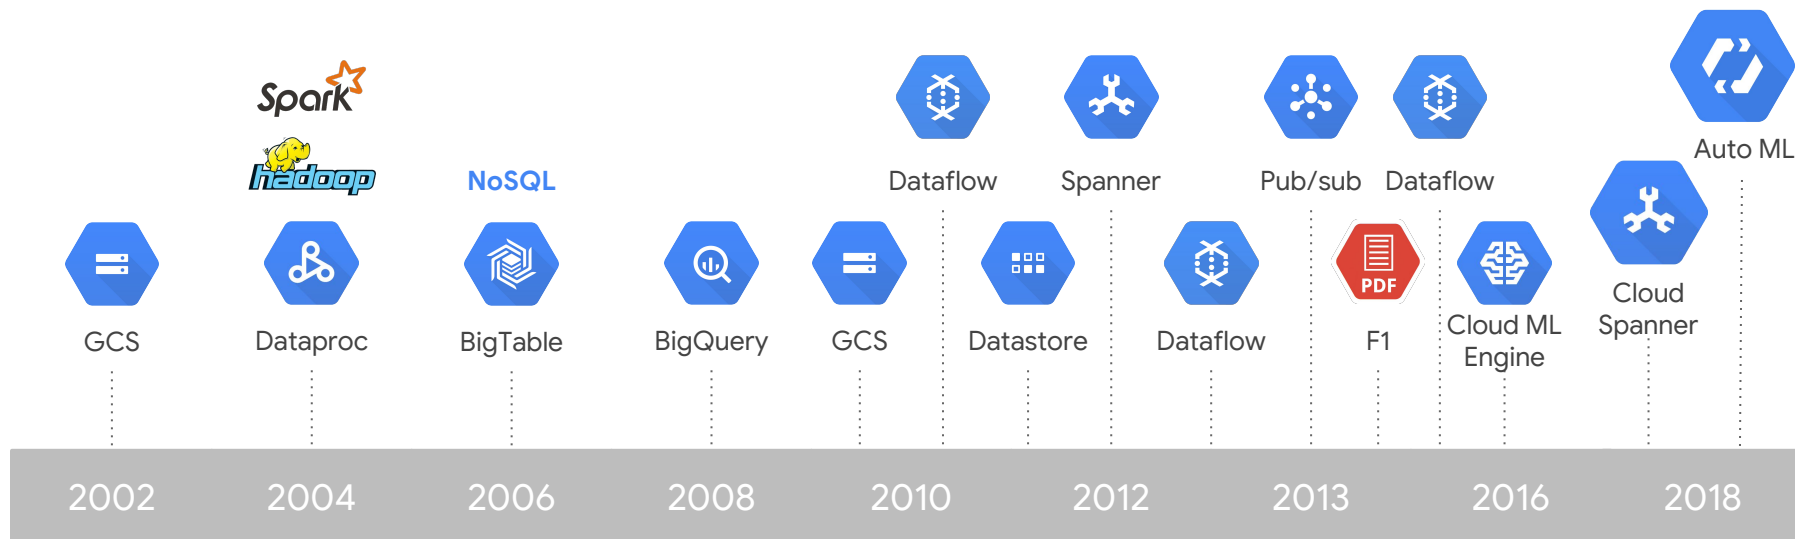 Spark
hadoop
NoSQL
Dataflow
Spanner
Pub/sub
Dataflow
Auto ML
GCS
Dataproc
BigTable
BigQuery
GCS
Datastore
Dataflow
PDF
F1
Cloud ML
Engine
Cloud
Spanner
2002
2004
2006
2008
2010
2012
2013
2016
2018